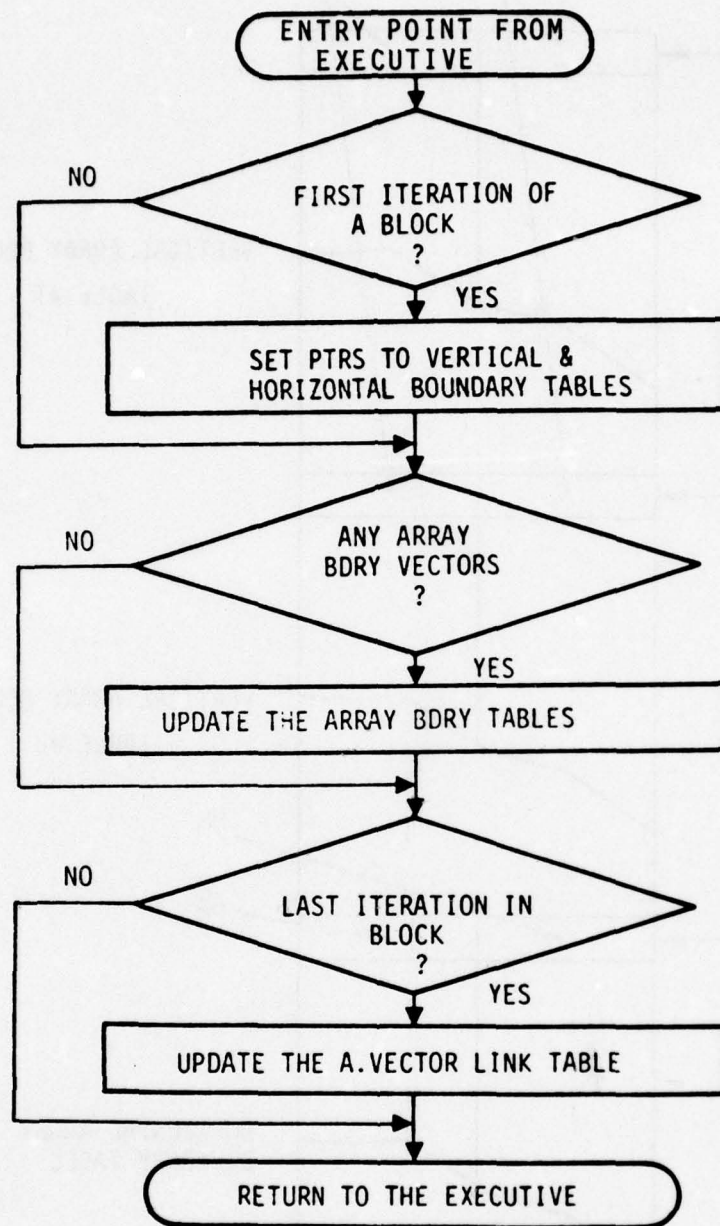 ENTRY POINT FROM
EXECUTIVE
NO
FIRST ITERATION OF
A BLOCK
?
YES
SET PTRS TO VERTICAL &
HORIZONTAL BOUNDARY TABLES
NO
ANY ARRAY
BDRY VECTORS
?
YES
UPDATE THE ARRAY BDRY TABLES
NO
LAST ITERATION IN
BLOCK
?
YES
UPDATE THE A.VECTOR LINK TABLE
RETURN TO THE EXECUTIVE